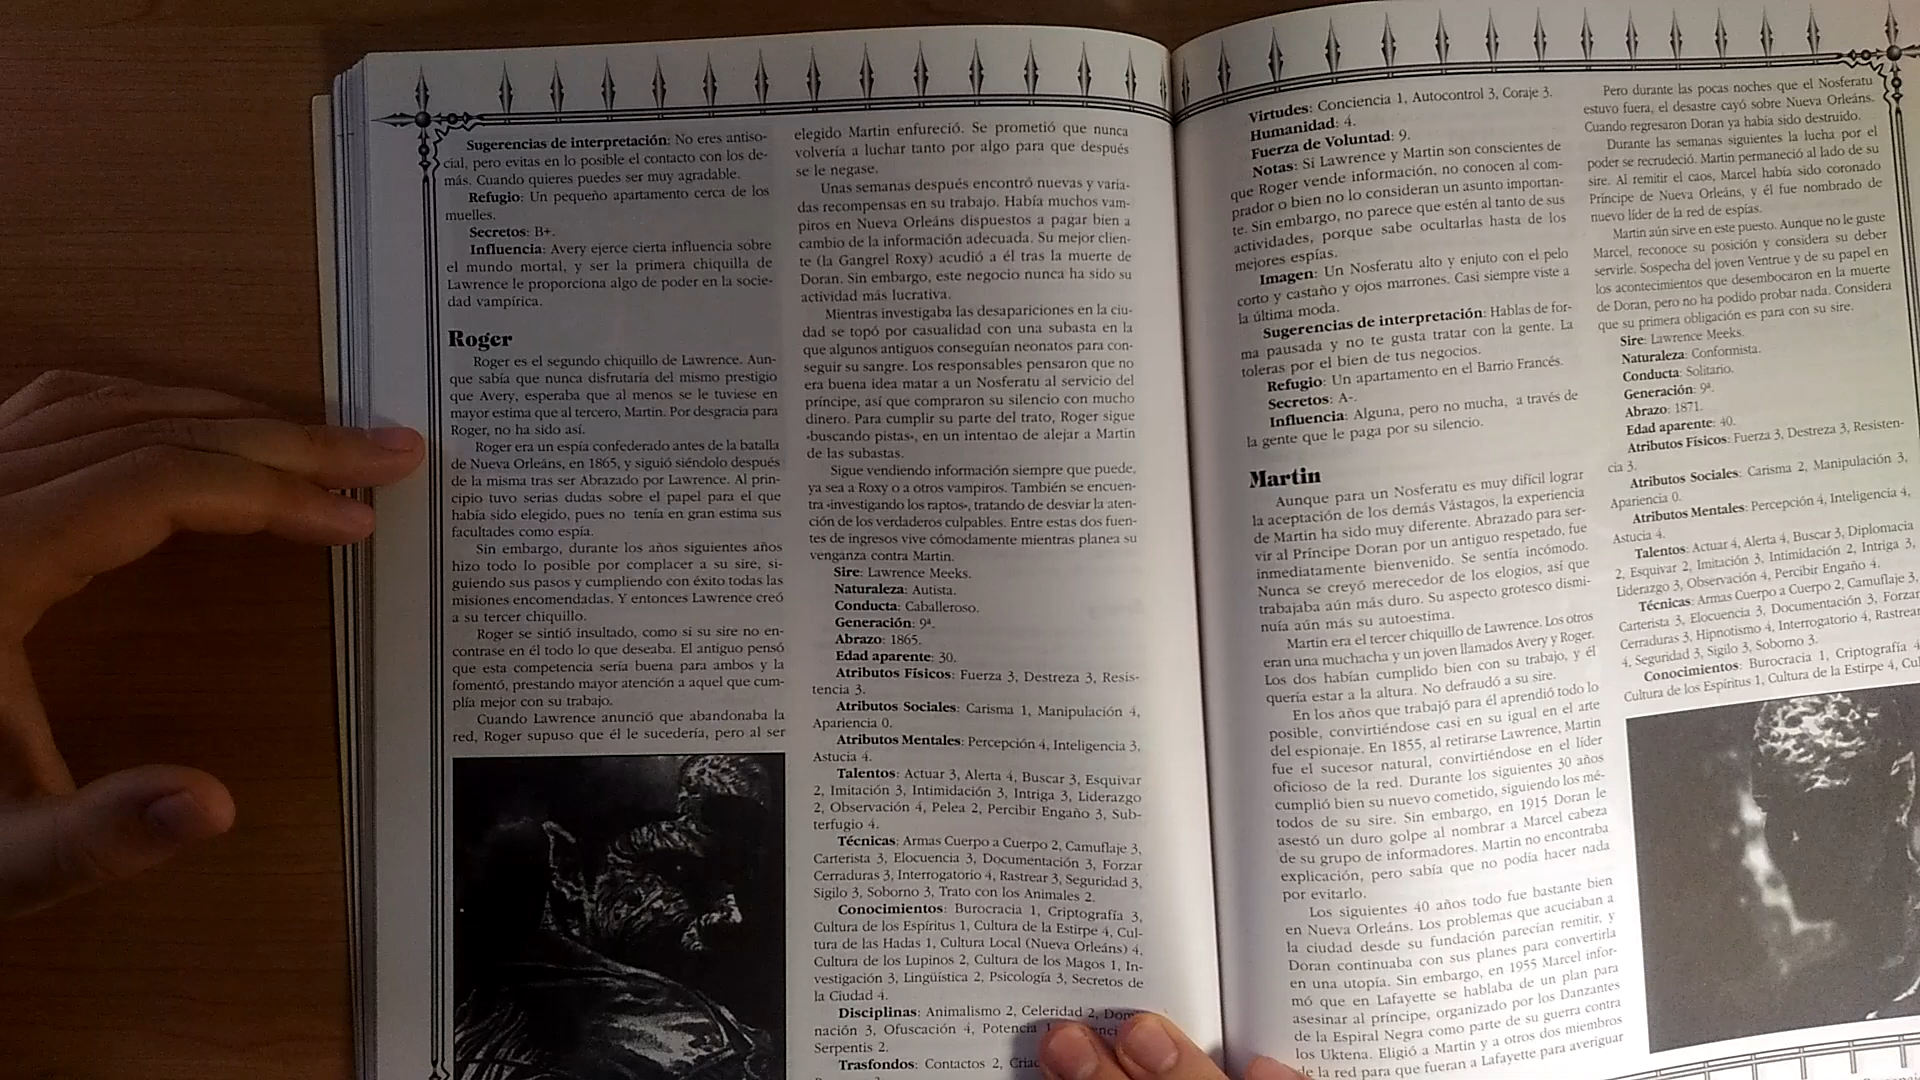 Sugerencias de interpretación: No eres antiso-
cial, pero evitas en lo posible el contacto con los de-
más. Cuando quieres puedes ser muy agradable.
Refugio: Un pequeño apartamento cerca de los
muelles.
Secretos: B+.
Influencia: Avery ejerce cierta influencia sobre
el mundo mortal, y ser la primera chiquilla de
Lawrence le proporciona algo de poder en la socie-
dad vampírica.
Roger
Roger es el segundo chiquillo de Lawrence. Aun-
que sabía que nunca disfrutaría del mismo prestigio
que Avery, esperaba que al menos se le tuviese en
mayor estima que al tercero, Martin. Por desgracia para
Roger, no ha sido así.
Roger era un espía confederado antes de la batalla
de Nueva Orleáns, en 1865, y siguió siéndolo después
de la misma tras ser Abrazado por Lawrence. Al prin-
cipio tuvo serias dudas sobre el papel para el que
había sido elegido, pues no tenía en gran estima sus
facultades como espía.
Sin embargo, durante los años siguientes años
hizo todo lo posible por complacer a su sire, si-
guiendo sus pasos y cumpliendo con éxito todas las
misiones encomendadas. Y entonces Lawrence creó
a su tercer chiquillo.
Roger se sintió insultado, como si su sire no en-
contrase en él todo lo que deseaba. El antiguo pensó
que esta competencia sería buena para ambos y la
fomentó, prestando mayor atención a aquel que cum-
plía mejor con su trabajo.
Cuando Lawrence anunció que abandonaba la
red, Roger supuso que él le sucedería, pero al ser
elegido Martin enfureció. Se prometió que nunca
volvería a luchar tanto por algo para que después
se le negase.
Unas semanas después encontró nuevas y varia-
das recompensas en su trabajo. Había muchos vam-
piros en Nueva Orleáns dispuestos a pagar bien a
cambio de la información adecuada. Su mejor clien-
te (la Gangrel Roxy) acudió a él tras la muerte de
Doran. Sin embargo, este negocio nunca ha sido su
actividad más lucrativa.
Mientras investigaba las desapariciones en la ciu-
dad se topó por casualidad con una subasta en la
que algunos antiguos conseguían neonatos para con-
seguir su sangre. Los responsables pensaron que no
era buena idea matar a un Nosferatu al servicio del
príncipe, así que compraron su silencio con mucho
dinero. Para cumplir su parte del trato, Roger sigue
«buscando pistas», en un intentao de alejar a Martin
de las subastas.
Sigue vendiendo información siempre que puede,
ya sea a Roxy o a otros vampiros. También se encuen-
tra «investigando los raptos», tratando de desviar la aten-
ción de los verdaderos culpables. Entre estas dos fuen-
tes de ingresos vive cómodamente mientras planea su
venganza contra Martin.
Sire: Lawrence Meeks.
Naturaleza: Autista.
Conducta: Caballeroso.
Generación: 9ª.
Abrazo: 1865.
Edad aparente: 30.
Atributos Físicos: Fuerza 3, Destreza 3, Resis-
tencia 3.
Atributos Sociales: Carisma 1, Manipulación 4,
Apariencia 0.
Atributos Mentales: Percepción 4, Inteligencia 3,
Astucia 4.
Talentos: Actuar 3, Alerta 4, Buscar 3, Esquivar
2, Imitación 3, Intimidación 3, Intriga 3, Liderazgo
2, Observación 4, Pelea 2, Percibir Engaño 3, Sub-
terfugio 4.
Técnicas: Armas Cuerpo a Cuerpo 2, Camuflaje 3,
Carterista 3, Elocuencia 3, Documentación 3, Forzar
Cerraduras 3, Interrogatorio 4, Rastrear 3, Seguridad 3,
Sigilo 3, Soborno 3, Trato con los Animales 2.
Conocimientos: Burocracia 1, Criptografía 3,
Cultura de los Espíritus 1, Cultura de la Estirpe 4, Cul-
tura de las Hadas 1, Cultura Local (Nueva Orleáns) 4,
Cultura de los Lupinos 2, Cultura de los Magos 1, In-
vestigación 3, Lingüística 2, Psicología 3, Secretos de
la Ciudad 4.
Disciplinas: Animalismo 2, Celeridad 2, Domi-
nación 3, Ofuscación 4, Potencia
Serpentis 2.
Trasfondos: Contactos 2,
Virtudes: Conciencia 1, Autocontrol 3, Coraje 3.
Humanidad: 4.
Fuerza de Voluntad: 9.
Notas: Si Lawrence y Martin son conscientes de
que Roger vende información, no conocen al com-
prador o bien no lo consideran un asunto importan-
te. Sin embargo, no parece que estén al tanto de sus
actividades, porque sabe ocultarlas hasta de los
mejores espías.
Imagen: Un Nosferatu alto y enjuto con el pelo
corto y castaño y ojos marrones. Casi siempre viste a
la última moda.
Sugerencias de interpretación: Hablas de for-
ma pausada y no te gusta tratar con la gente. La
toleras por el bien de tus negocios.
Refugio: Un apartamento en el Barrio Francés.
Secretos: A-.
Influencia: Alguna, pero no mucha, a través de
la gente que le paga por su silencio.
Martin
Aunque para un Nosferatu es muy difícil lograr
la aceptación de los demás Vástagos, la experiencia
de Martin ha sido muy diferente. Abrazado para ser-
vir al Príncipe Doran por un antiguo respetado, fue
inmediatamente bienvenido. Se sentía incómodo.
Nunca se creyó merecedor de los elogios, así que
trabajaba aún más duro. Su aspecto grotesco dismi-
nuía aún más su autoestima.
Martin era el tercer chiquillo de Lawrence. Los otros
eran una muchacha y un joven llamados Avery y Roger.
Los dos habían cumplido bien con su trabajo, y él
quería estar a la altura. No defraudó a su sire.
En los años que trabajó para él aprendió todo lo
posible, convirtiéndose casi en su igual en el arte
del espionaje. En 1855, al retirarse Lawrence, Martin
fue el sucesor natural, convirtiéndose en el líder
oficioso de la red. Durante los siguientes 30 años
cumplió bien su nuevo cometido, siguiendo los mé-
todos de su sire. Sin embargo, en 1915 Doran le
asestó un duro golpe al nombrar a Marcel cabeza
de su grupo de informadores. Martin no encontraba
explicación, pero sabía que no podía hacer nada
por evitarlo.
Los siguientes 40 años todo fue bastante bien
en Nueva Orleáns. Los problemas que acuciaban a
la ciudad desde su fundación parecían remitir, y
Doran continuaba con sus planes para convertirla
en una utopía. Sin embargo, en 1955 Marcel infor-
mó que en Lafayette se hablaba de un plan para
asesinar al príncipe, organizado por los Danzantes
de la Espiral Negra como parte de su guerra contra
los Uktena. Eligió a Martin y a otros dos miembros
de la red para que fueran a Lafayette para averiguar
Pero durante las pocas noches que el Nosferatu
estuvo fuera, el desastre cayó sobre Nueva Orleáns.
Cuando regresaron Doran ya había sido destruido.
Durante las semanas siguientes la lucha por el
poder se recrudeció. Martin permaneció al lado de su
sire. Al remitir el caos, Marcel había sido coronado
Príncipe de Nueva Orleáns, y él fue nombrado de
nuevo líder de la red de espías.
Martin aún sirve en este puesto. Aunque no le guste
Marcel, reconoce su posición y considera su deber
servirle. Sospecha del joven Ventrue y de su papel en
los acontecimientos que desembocaron en la muerte
de Doran, pero no ha podido probar nada. Considera
que su primera obligación es para con su sire.
Sire: Lawrence Meeks.
Naturaleza: Conformista.
Conducta: Solitario.
Generación: 9ª.
Abrazo: 1871.
Edad aparente: 40.
Atributos Físicos: Fuerza 3, Destreza 3, Resisten-
cia 3.
Atributos Sociales: Carisma 2, Manipulación 3,
Apariencia 0.
Atributos Mentales: Percepción 4, Inteligencia 4,
Astucia 4.
Talentos: Actuar 4, Alerta 4, Buscar 3, Diplomacia
2, Esquivar 2, Imitación 3, Intimidación 2, Intriga 3,
Liderazgo 3, Observación 4, Percibir Engaño 4.
Técnicas: Armas Cuerpo a Cuerpo 2, Camuflaje 3,
Carterista 3, Elocuencia 3, Documentación 3, Forzar
Cerraduras 3, Hipnotismo 4, Interrogatorio 4, Rastrear
4, Seguridad 3, Sigilo 3, Soborno 3.
Conocimientos: Burocracia 1, Criptografía 4
Cultura de los Espíritus 1, Cultura de la Estirpe 4, Cul